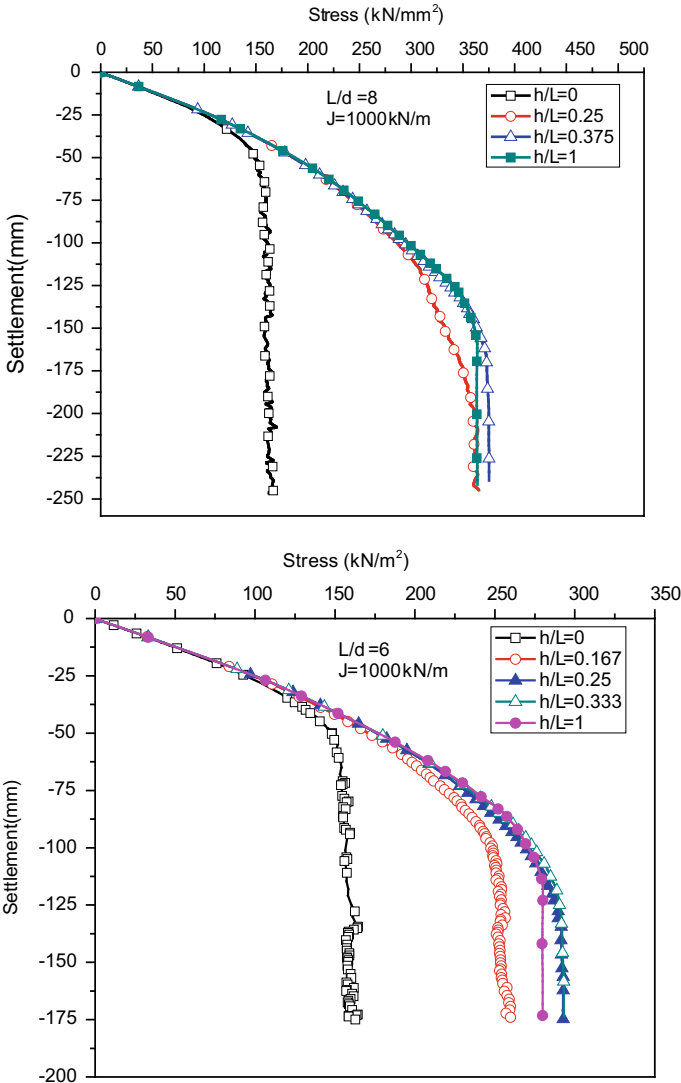 Stress (kN/mm²)
0 50 100 150 200 250 300 350 400 450 500
0
-25
-50
-75
-100
-125
-150
-175
-200
-225
-250
Settlement(mm)
L/d =8
J=1000kN/m
h/L=0
h/L=0.25
h/L=0.375
h/L=1
Stress (kN/m²)
0 50 100 150 200 250 300 350
0
-25
-50
-75
-100
-125
-150
-175
-200
Settlement(mm)
L/d =6
J=1000kN/m
h/L=0
h/L=0.167
h/L=0.25
h/L=0.333
h/L=1